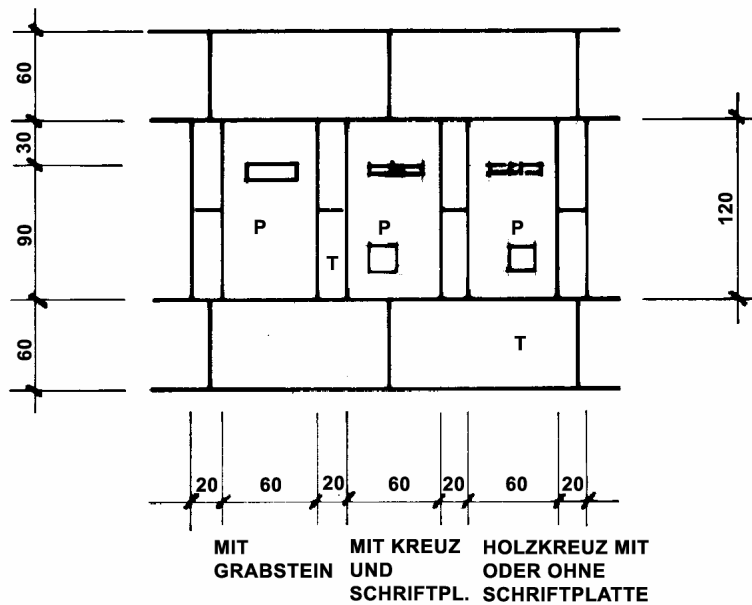 60
30
90
60
120
P
P
P
T
T
20
60
20
60
20
60
20
MIT
GRABSTEIN
MIT KREUZ
UND
SCHRIFTPL.
HOLZKREUZ MIT
ODER OHNE
SCHRIFTPLATTE